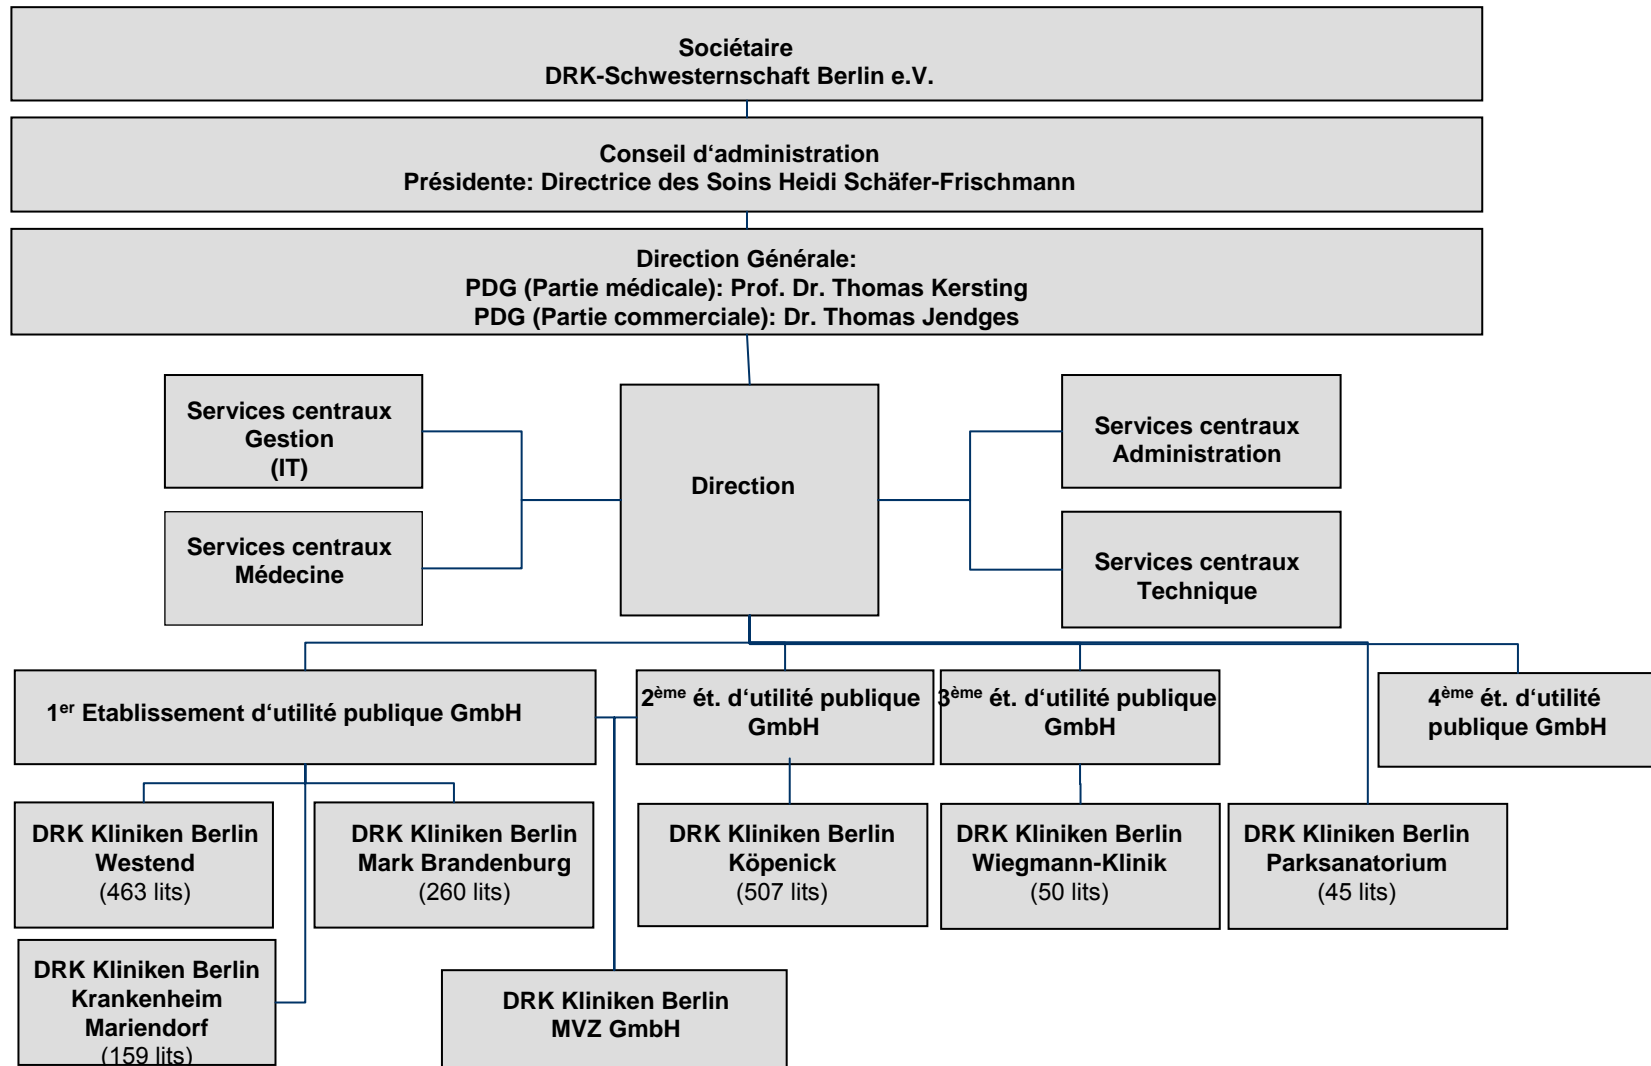 Sociétaire
DRK-Schwesternschaft Berlin e.V.
Conseil d‘administration
Présidente: Directrice des Soins Heidi Schäfer-Frischmann
Direction Générale:
PDG (Partie médicale): Prof. Dr. Thomas Kersting
PDG (Partie commerciale): Dr. Thomas Jendges
Services centraux
Gestion
(IT)
Services centraux
Médecine
Direction
Services centraux
Administration
Services centraux
Technique
1er Etablissement d‘utilité publique GmbH
2ème ét. d‘utilité publique
GmbH
3ème ét. d‘utilité publique
GmbH
4ème ét. d‘utilité
publique GmbH
DRK Kliniken Berlin
Westend
(463 lits)
DRK Kliniken Berlin
Mark Brandenburg
(260 lits)
DRK Kliniken Berlin
Köpenick
(507 lits)
DRK Kliniken Berlin
Wiegmann-Klinik
(50 lits)
DRK Kliniken Berlin
Parksanatorium
(45 lits)
DRK Kliniken Berlin
Krankenheim
Mariendorf
(159 lits)
DRK Kliniken Berlin
MVZ GmbH